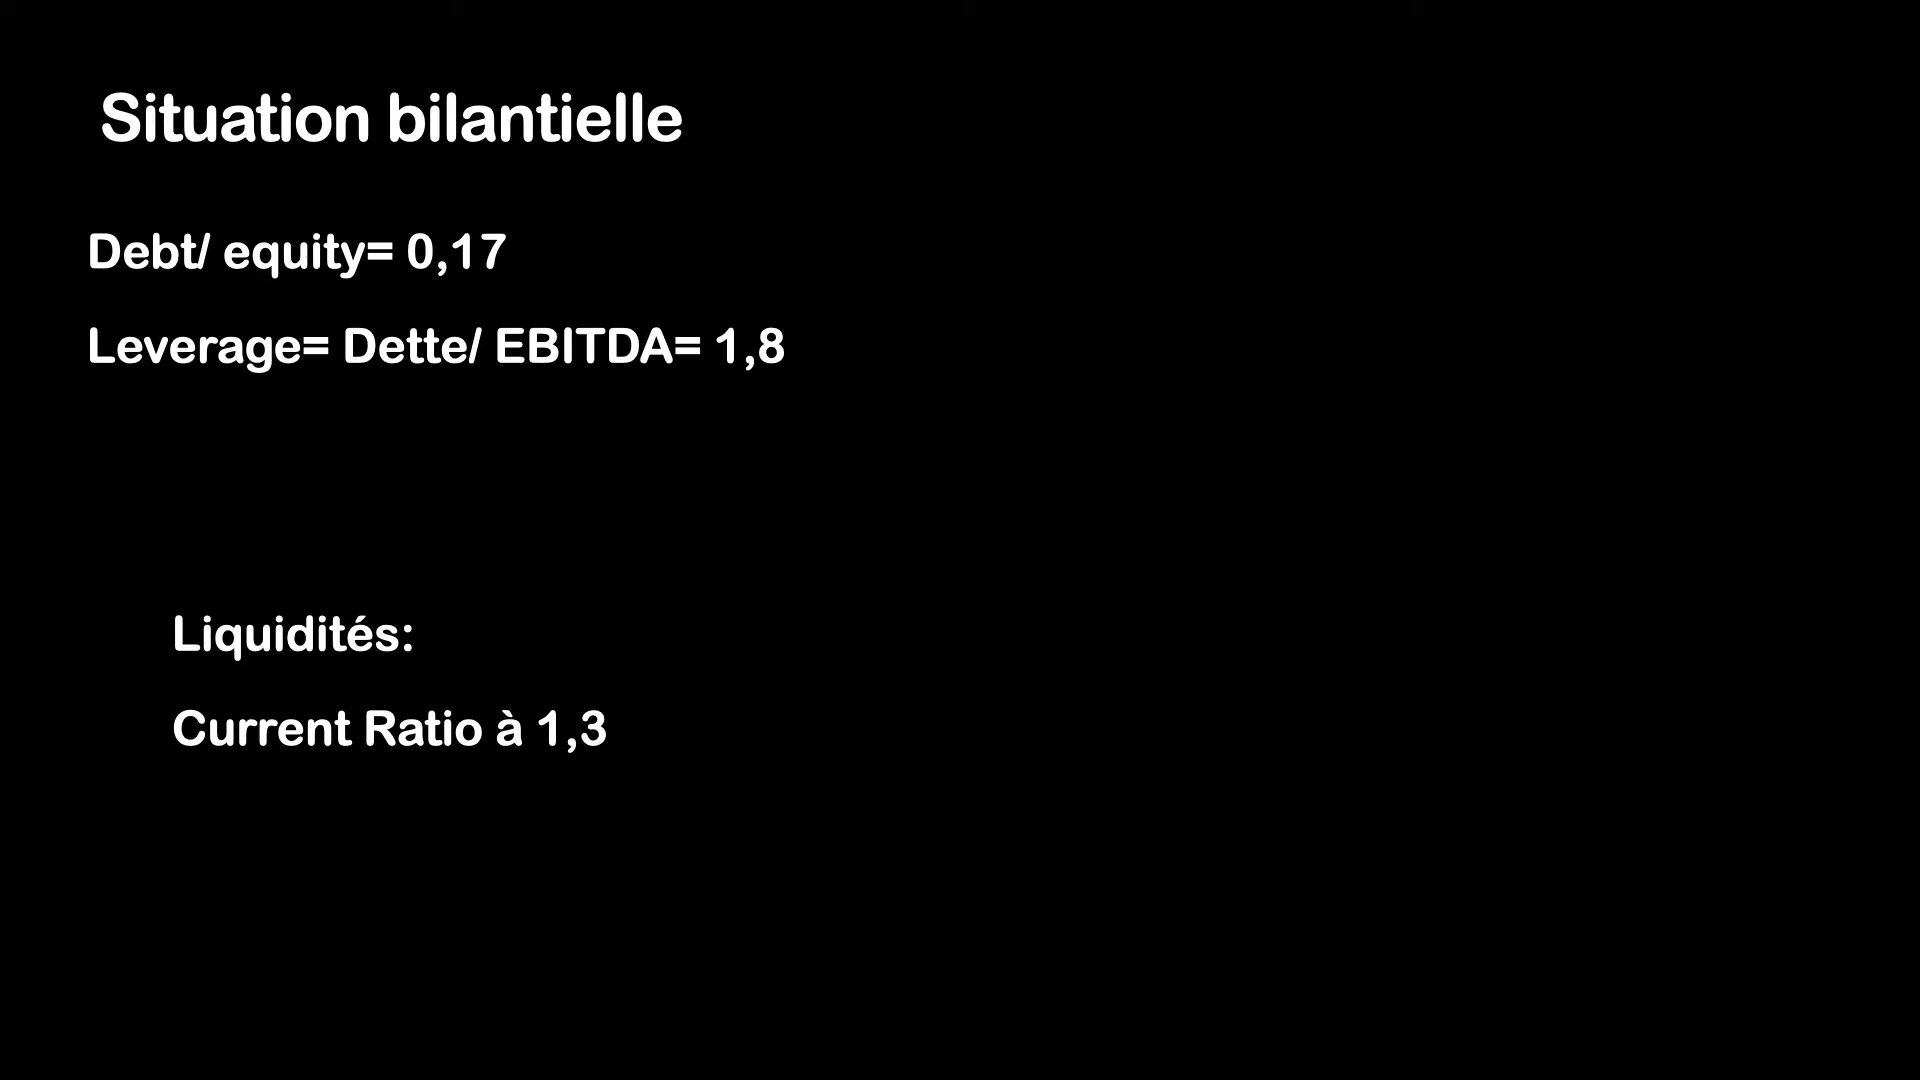 Situation bilantielle
Debt/ equity= 0,17
Leverage= Dette/ EBITDA= 1,8
Liquidités:
Current Ratio à 1,3